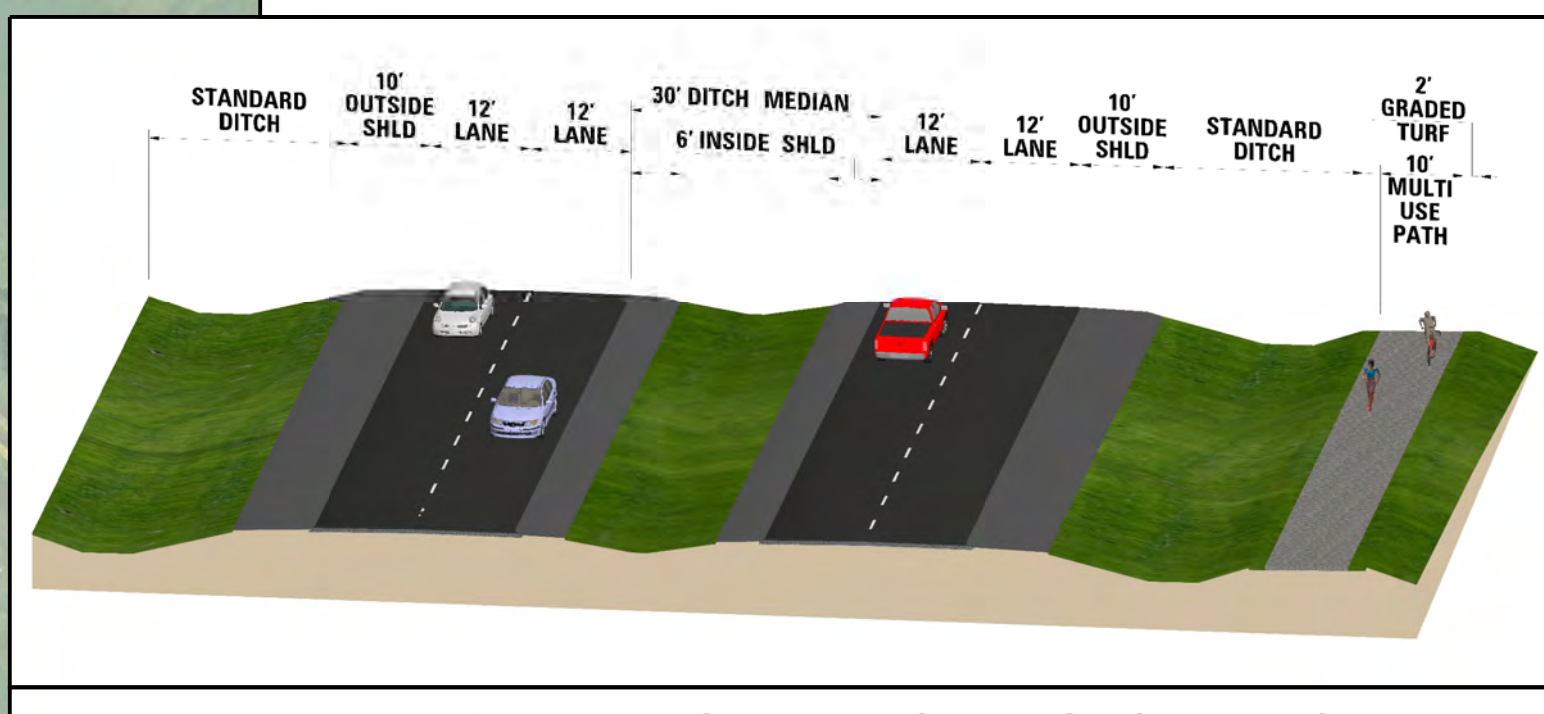 STANDARD
DITCH
10'
OUTSIDE
SHLD
12'
LANE
12'
LANE
30' DITCH MEDIAN
6' INSIDE SHLD
12'
LANE
12'
LANE
10'
OUTSIDE
SHLD
STANDARD
DITCH
2'
GRADED
TURF
10'
MULTI
USE
PATH